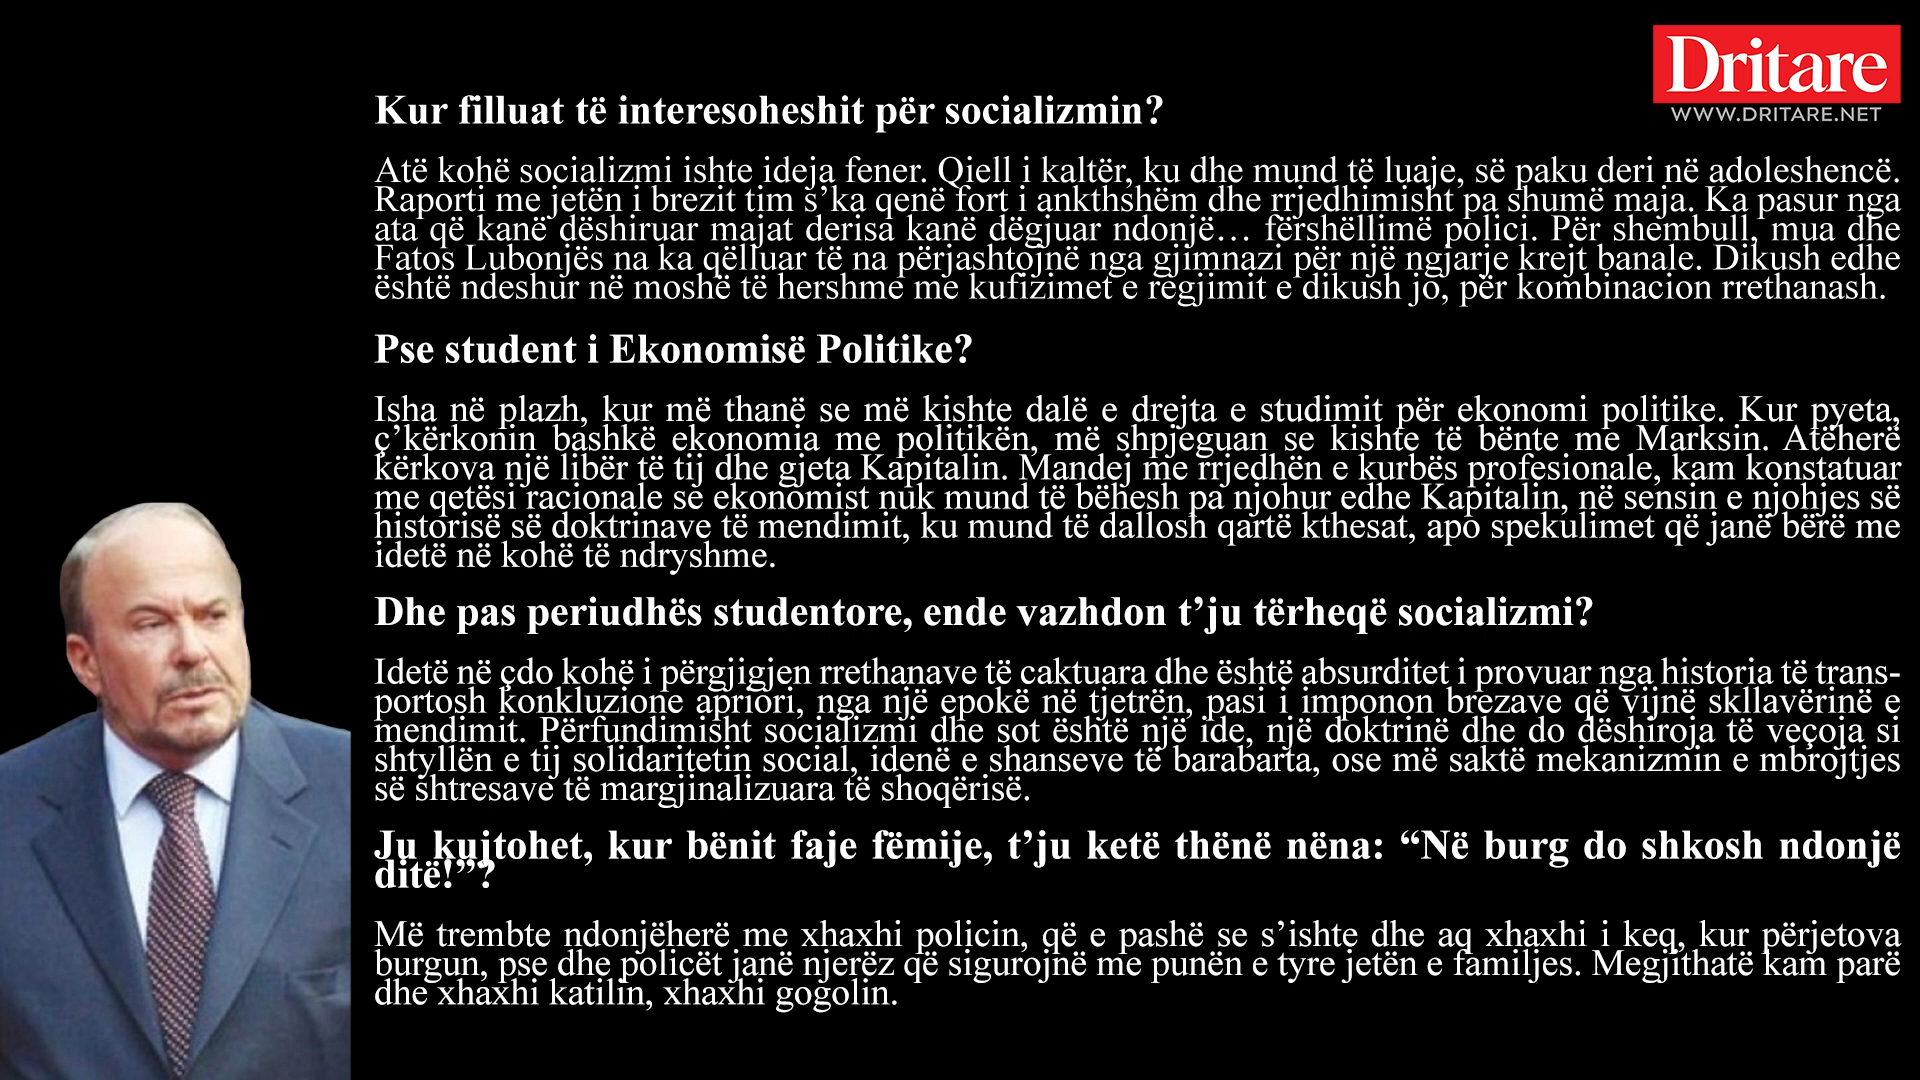 Dritare
WWW.DRITARE.NET
Kur filluat të interesoheshit për socializmin?
Atë kohë socializmi ishte ideja fener. Qiell i kaltër, ku dhe mund të luaje, së paku deri në adoleshencë.
Raporti me jetën i brezit tim s’ka qenë fort i ankthshëm dhe rrjedhimisht pa shumë maja. Ka pasur nga
ata që kanë dëshiruar majat derisa kanë dëgjuar ndonjë… fërshëllimë polici. Për shembull, mua dhe
Fatos Lubonjës na ka qëlluar të na përjashtojnë nga gjimnazi për një ngjarje krejt banale. Dikush edhe
është ndeshur në moshë të hershme me kufizimet e regjimit e dikush jo, për kombinacion rrethanash.
Pse student i Ekonomisë Politike?
Isha në plazh, kur më thanë se më kishte dalë e drejta e studimit për ekonomi politike. Kur pyeta,
ç’kërkonin bashkë ekonomia me politikën, më shpjeguan se kishte të bënte me Marksin. Atëherë
kërkova një libër të tij dhe gjeta Kapitalin. Mandej me rrjedhën e kurbës profesionale, kam konstatuar
me qetësi racionale se ekonomist nuk mund të bëhesh pa njohur edhe Kapitalin, në sensin e njohjes së
historisë së doktrinave të mendimit, ku mund të dallosh qartë kthesat, apo spekulimet që janë bërë me
idetë në kohë të ndryshme.
Dhe pas periudhës studentore, ende vazhdon t’ju tërheqë socializmi?
Idetë në çdo kohë i përgjigjen rrethanave të caktuara dhe është absurditet i provuar nga historia të trans-
portosh konkluzione apriori, nga një epokë në tjetrën, pasi i imponon brezave që vijnë skllavërinë e
mendimit. Përfundimisht socializmi dhe sot është një ide, një doktrinë dhe do dëshiroja të veçoja si
shtyllën e tij solidaritetin social, idenë e shanseve të barabarta, ose më saktë mekanizmin e mbrojtjes
së shtresave të margjinalizuara të shoqërisë.
Ju kujtohet, kur bënit faje fëmije, t’ju ketë thënë nëna: “Në burg do shkosh ndonjë
ditë!”?
Më trembte ndonjëherë me xhaxhi policin, që e pashë se s’ishte dhe aq xhaxhi i keq, kur përjetova
burgun, pse dhe policët janë njerëz që sigurojnë me punën e tyre jetën e familjes. Megjithatë kam parë
dhe xhaxhi katilin, xhaxhi gogolin.